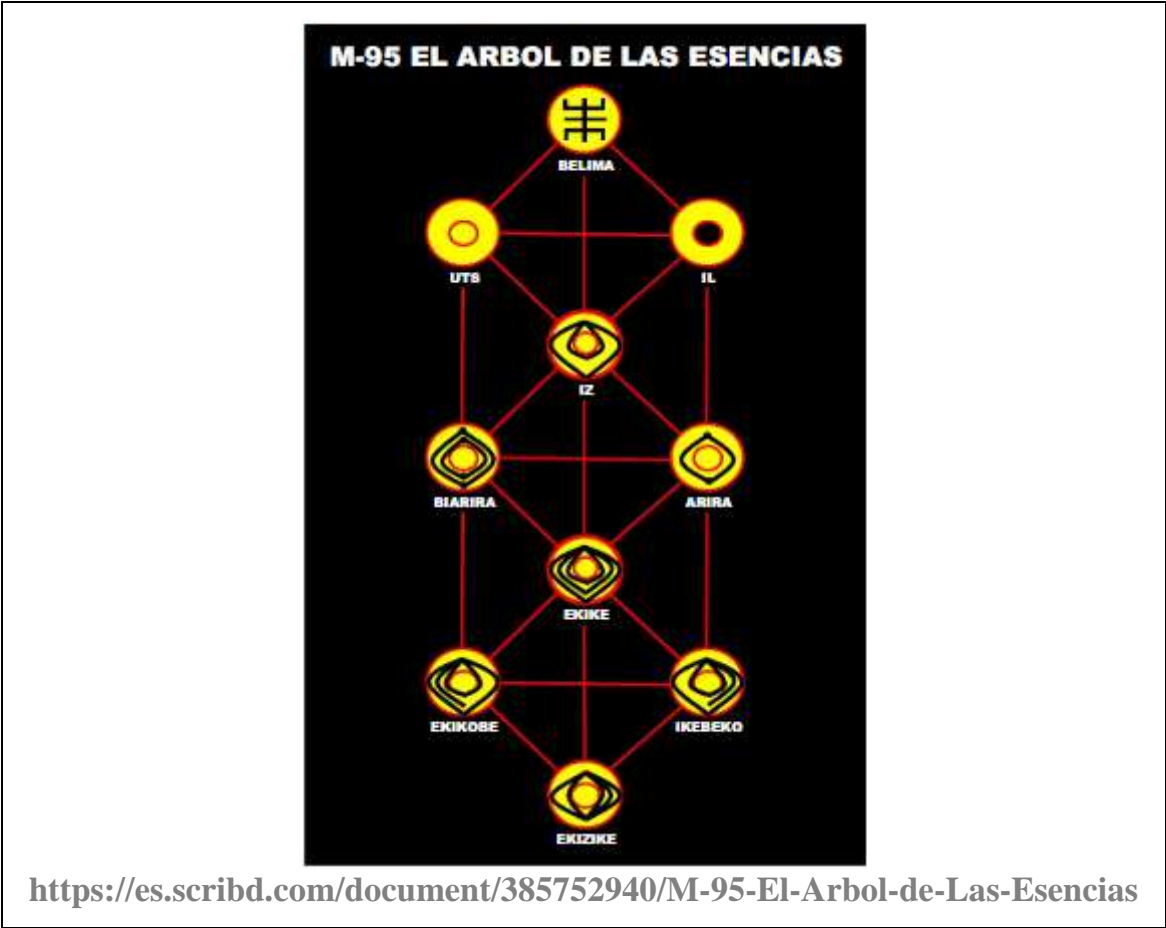 M-95 EL ARBOL DE LAS ESENCIAS
BELIMA
UTS IL
IZ
BIARIRA ARIRA
EKIKE
EKIKOBE IKEBEKO
EKIZIKE
https://es.scribd.com/document/385752940/M-95-El-Arbol-de-Las-Esencias